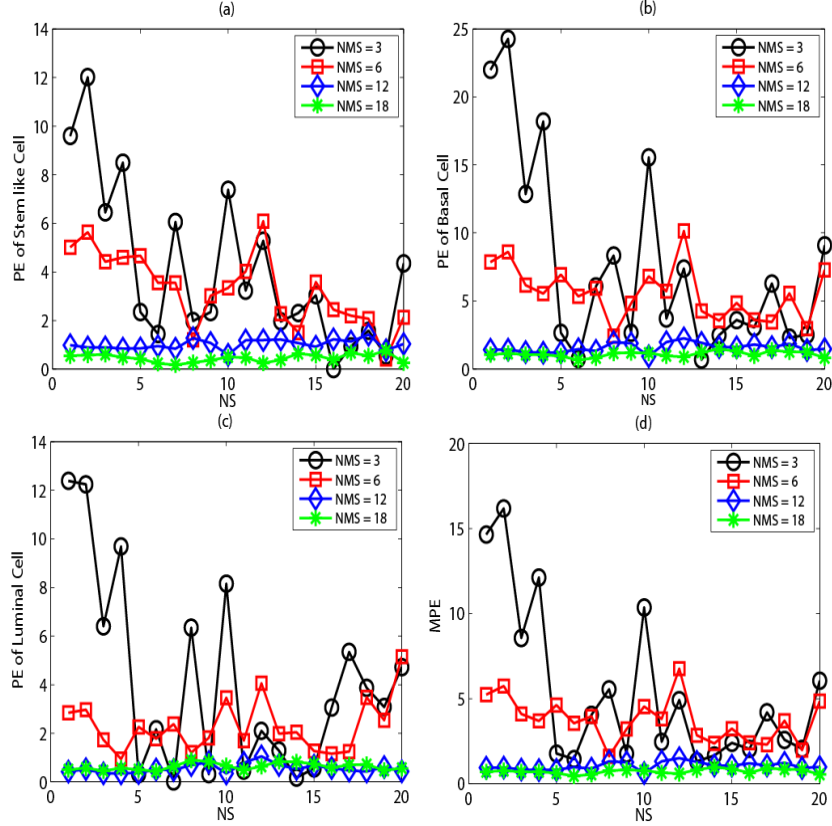 (a)
14
12
10
8
6
4
2
0
0
5
10
15
20
PE of Stem like Cell
NS
NMS = 3
NMS = 6
NMS = 12
NMS = 18
(b)
25
20
15
10
5
0
0
5
10
15
20
PE of Basal Cell
NS
NMS = 3
NMS = 6
NMS = 12
NMS = 18
(c)
14
12
10
8
6
4
2
0
0
5
10
15
20
PE of Luminal Cell
NS
NMS = 3
NMS = 6
NMS = 12
NMS = 18
(d)
20
15
10
5
0
0
5
10
15
20
MPE
NS
NMS = 3
NMS = 6
NMS = 12
NMS = 18